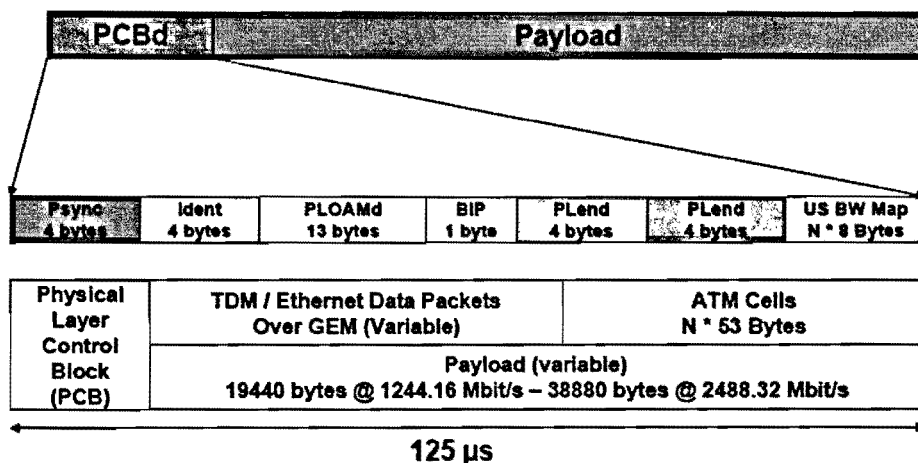 PCBd Payload
Psync Ident PLOAMd BIP PLend PLend US BW Map
4 bytes 4 bytes 13 bytes 1 byte 4 bytes 4 bytes N * 8 Bytes
Physical
Layer
Control
Block
(PCB)
TDM / Ethernet Data Packets
Over GEM (Variable)
ATM Cells
N * 53 Bytes
Payload (variable)
19440 bytes @ 1244.16 Mbit/s – 38880 bytes @ 2488.32 Mbit/s
125 µs